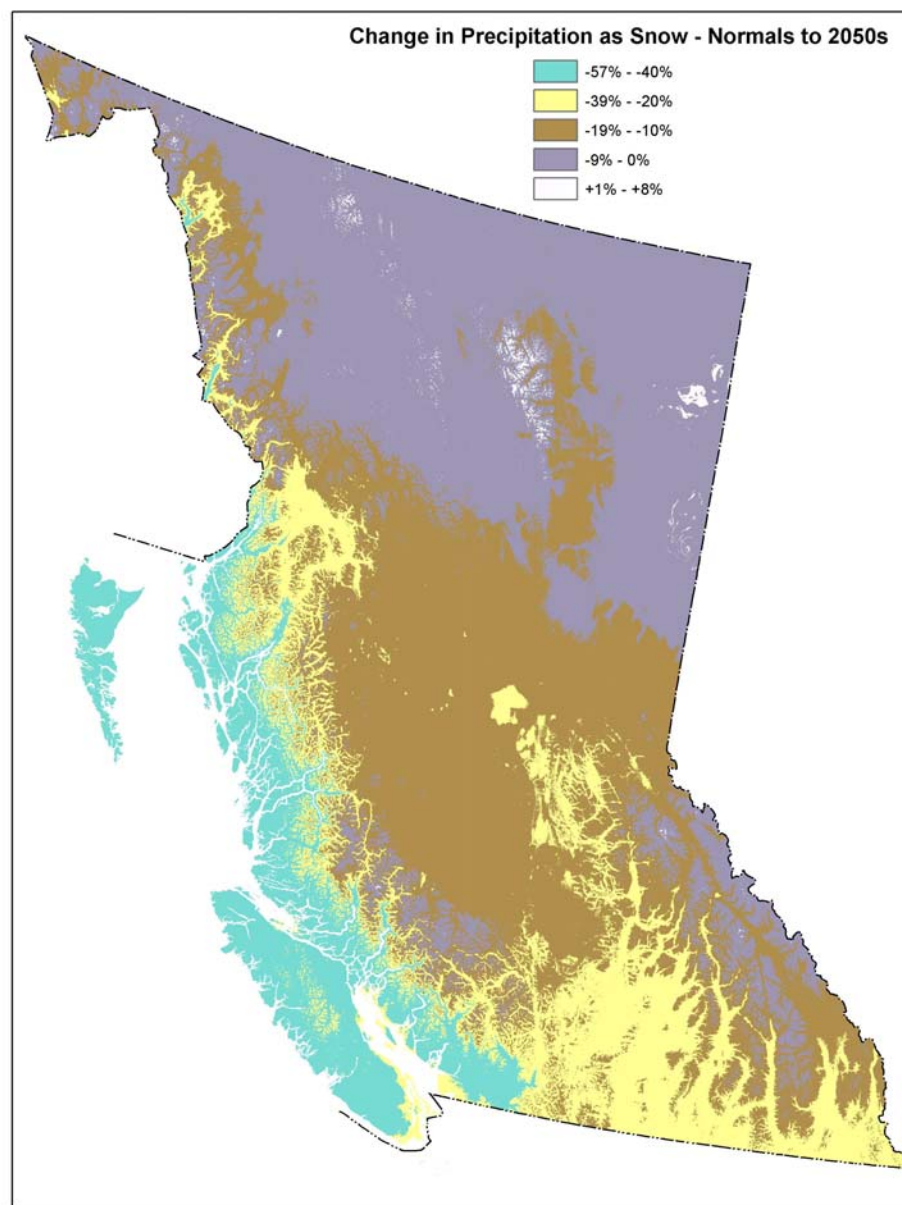 Change in Precipitation as Snow - Normals to 2050s
-57% - -40%
-39% - -20%
-19% - -10%
-9% - 0%
+1% - +8%